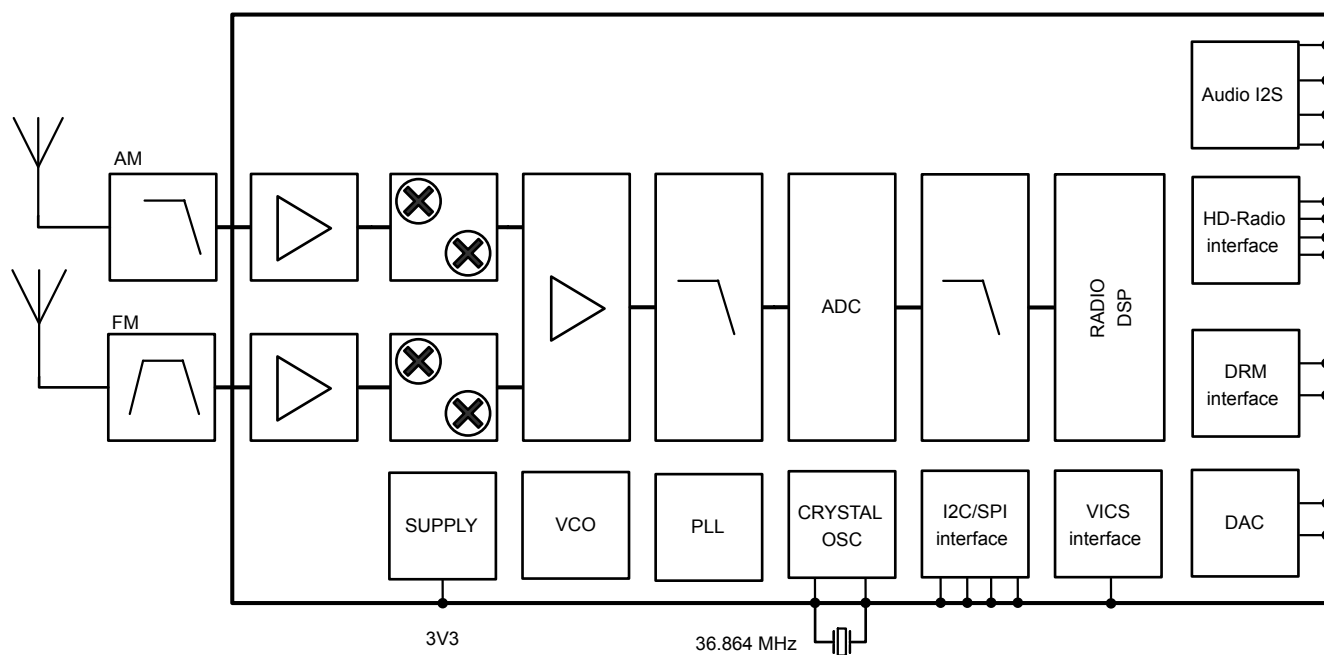 Audio I2S
AM
HD-Radio
interface
ADC
RADIO
DSP
FM
DRM
interface
SUPPLY
VCO
PLL
CRYSTAL
OSC
I2C/SPI
interface
VICS
interface
DAC
3V3
36.864 MHz